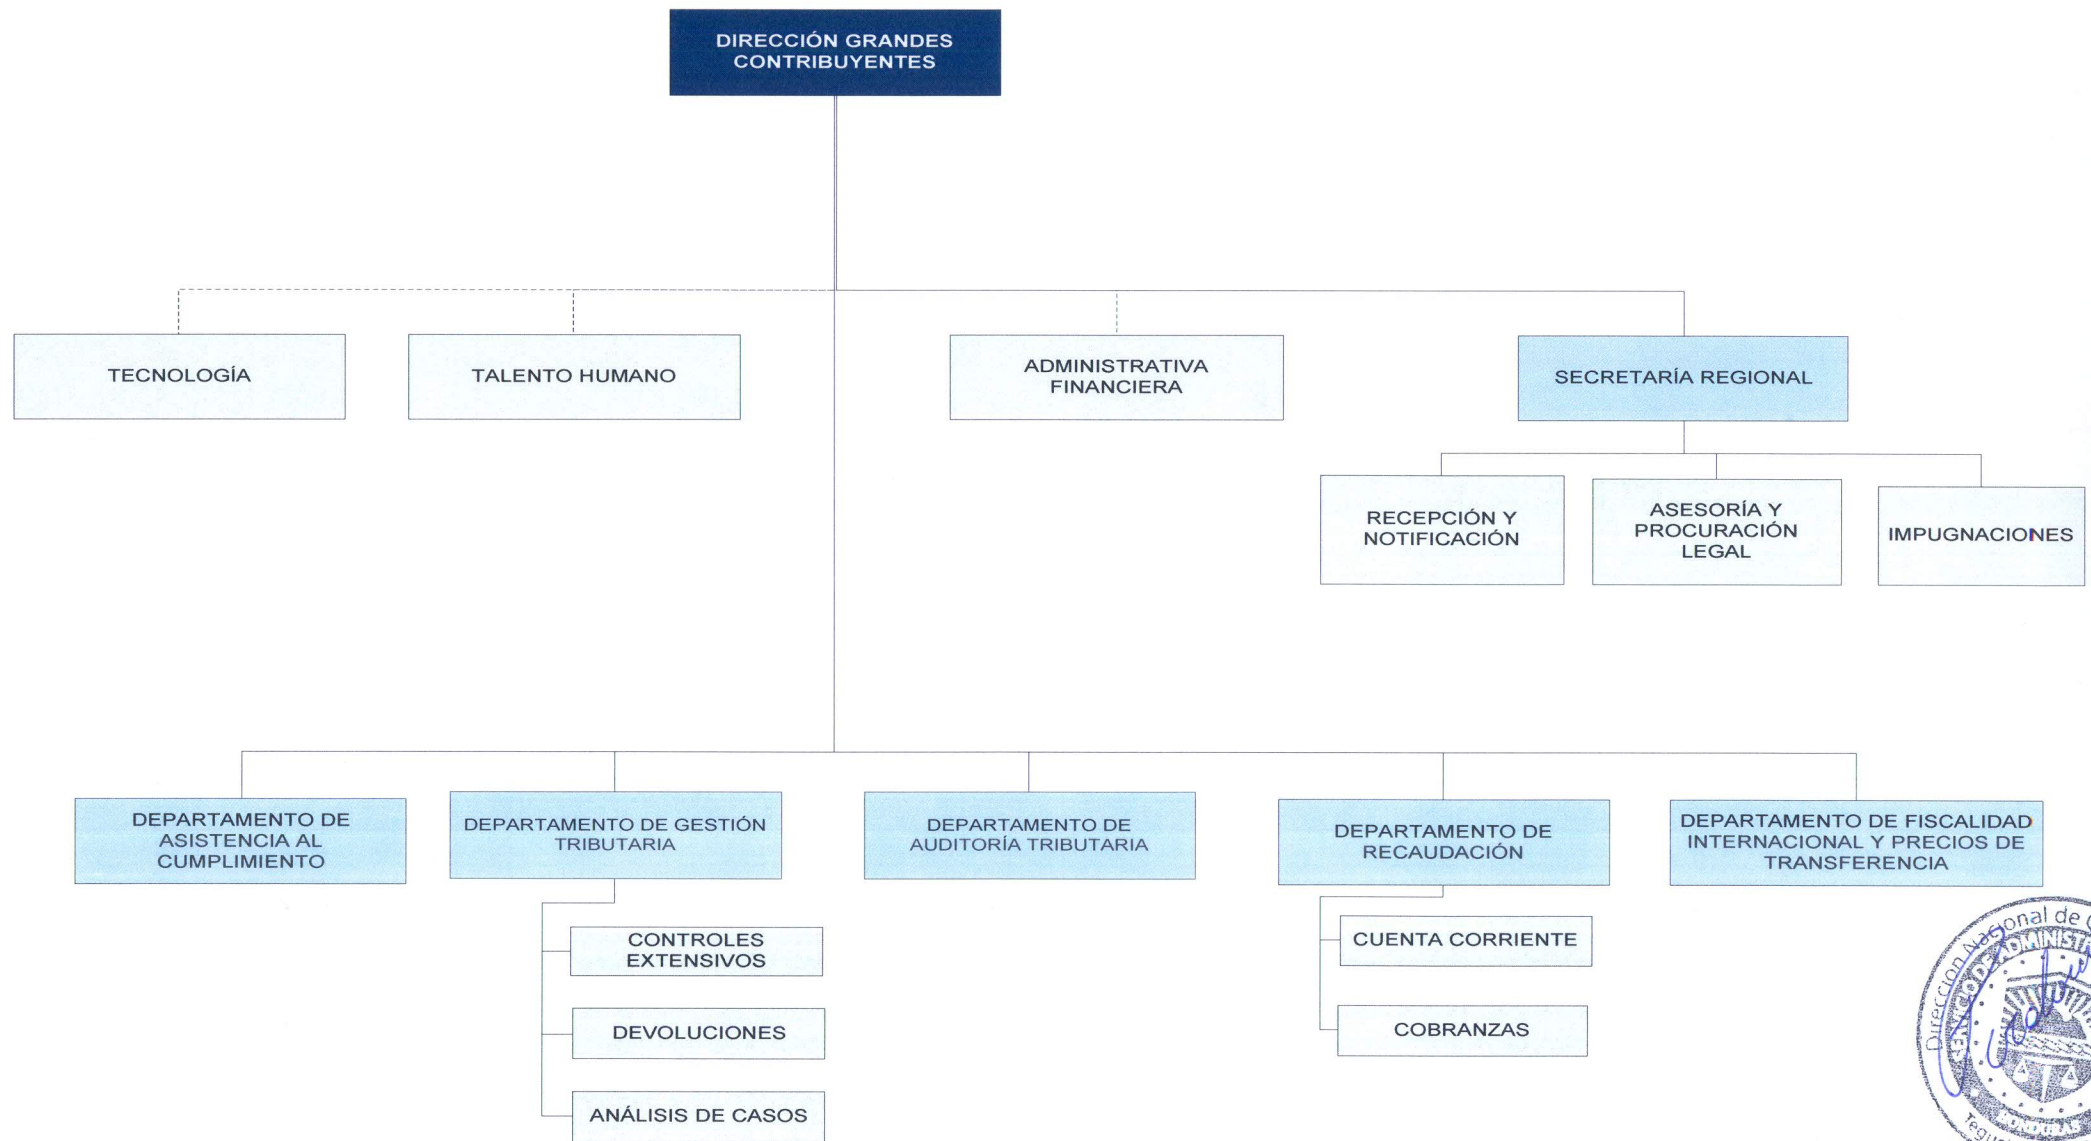 DIRECCIÓN GRANDES
CONTRIBUYENTES
TECNOLOGÍA
TALENTO HUMANO
ADMINISTRATIVA
FINANCIERA
SECRETARÍA REGIONAL
RECEPCIÓN Y
NOTIFICACIÓN
ASESORÍA Y
PROCURACIÓN
LEGAL
IMPUGNACIONES
DEPARTAMENTO DE
ASISTENCIA AL
CUMPLIMIENTO
DEPARTAMENTO DE GESTIÓN
TRIBUTARIA
DEPARTAMENTO DE
AUDITORÍA TRIBUTARIA
DEPARTAMENTO DE
RECAUDACIÓN
DEPARTAMENTO DE FISCALIDAD
INTERNACIONAL Y PRECIOS DE
TRANSFERENCIA
CONTROLES
EXTENSIVOS
DEVOLUCIONES
ANÁLISIS DE CASOS
CUENTA CORRIENTE
COBRANZAS
Dirección Nacional de
HONDURAS